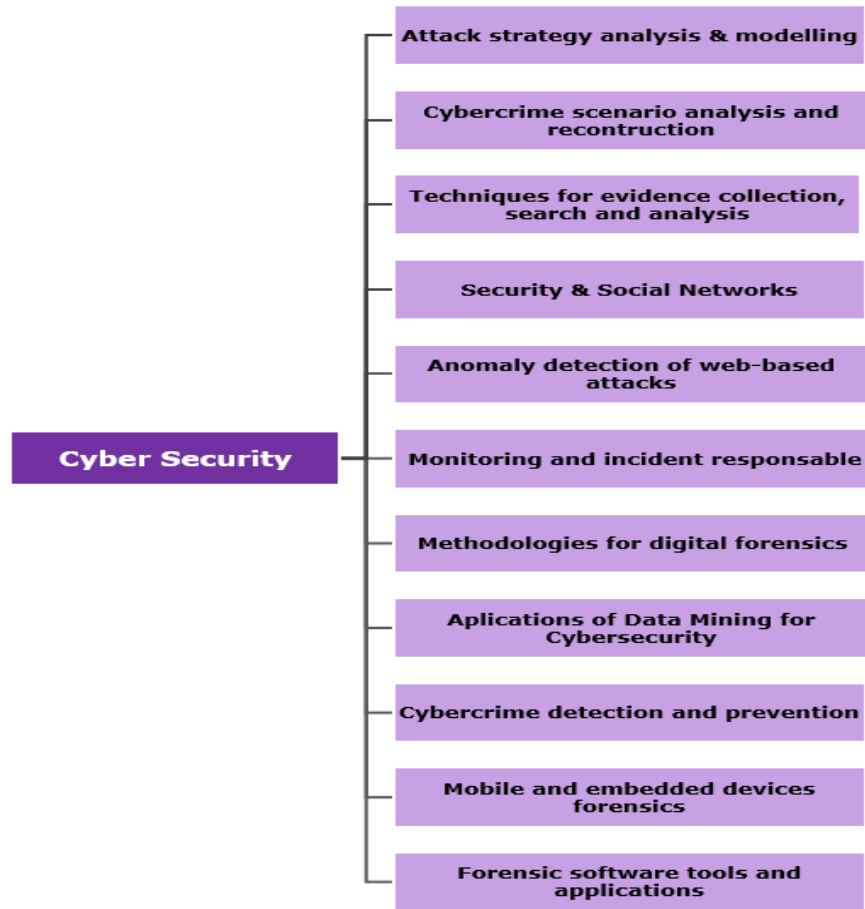 Attack strategy analysis & modelling
Cybercrime scenario analysis and
recontruction
Techniques for evidence collection,
search and analysis
Security & Social Networks
Anomaly detection of web-based
attacks
Cyber Security
Monitoring and incident responsable
Methodologies for digital forensics
Aplications of Data Mining for
Cybersecurity
Cybercrime detection and prevention
Mobile and embedded devices
forensics
Forensic software tools and
applications